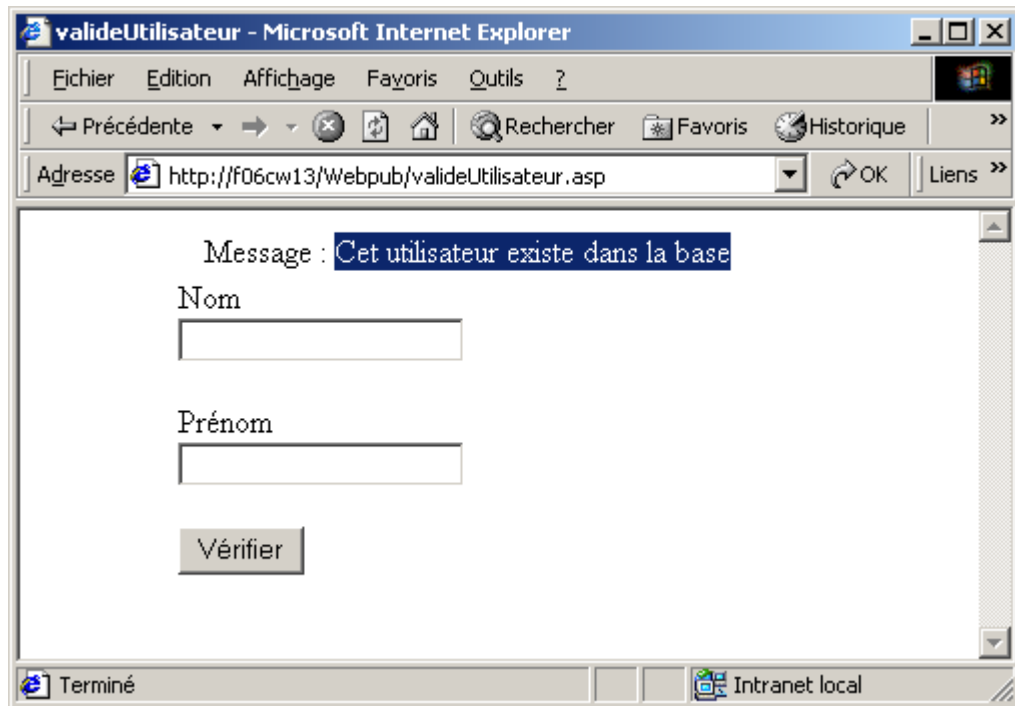 valideUtilisateur - Microsoft Internet Explorer
Fichier Edition Affichage Favoris Outils ?
Précédente Rechercher Favoris Historique »
Adresse http://f06cw13/Webpub/valideUtilisateur.asp OK Liens »
Message : Cet utilisateur existe dans la base
Nom
Prénom
Vérifier
Terminé Intranet local